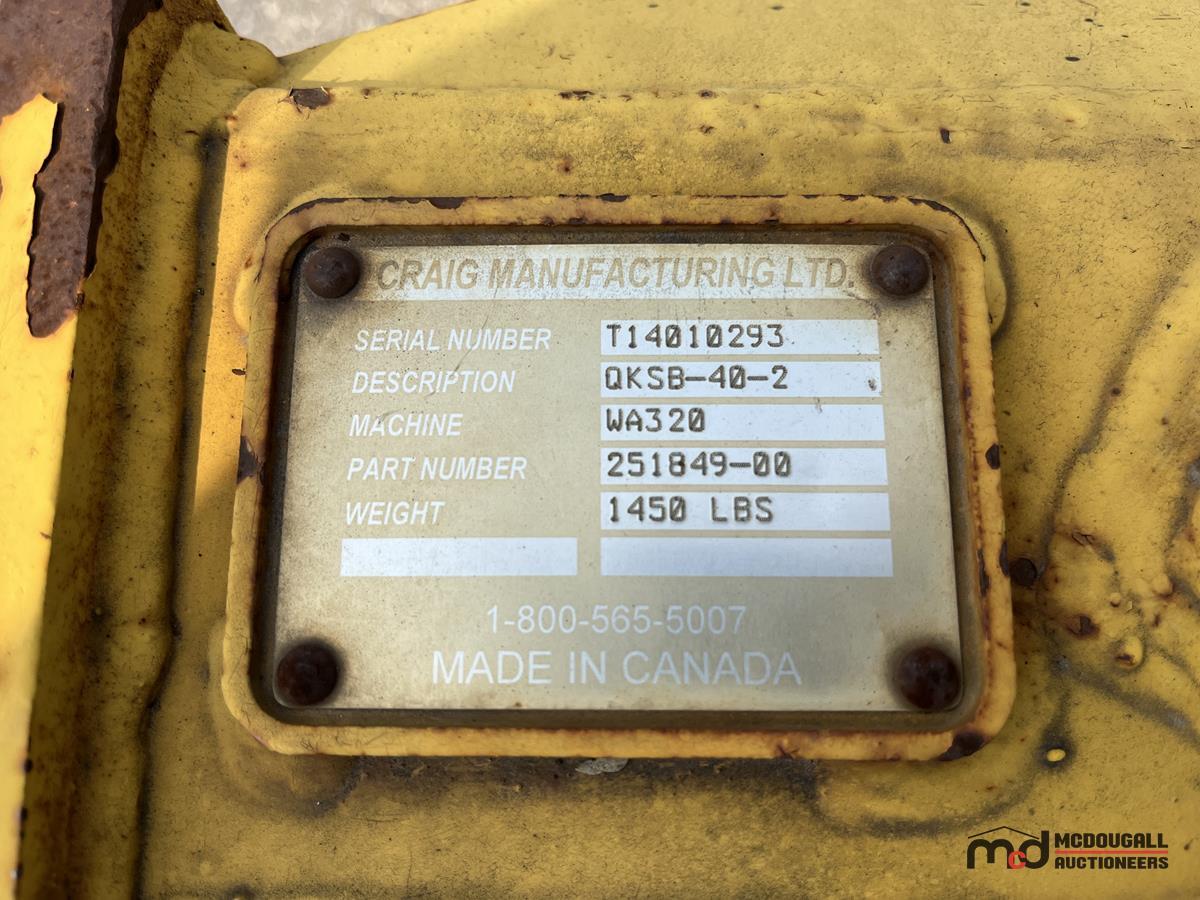 CRAIG MANUFACTURING LTD.
SERIAL NUMBER T14010293
DESCRIPTION QKSB-40-2
MACHINE WA320
PART NUMBER 251849-00
WEIGHT 1450 LBS
1-800-565-5007
MADE IN CANADA
mcd MCDOUGALL
AUCTIONEERS